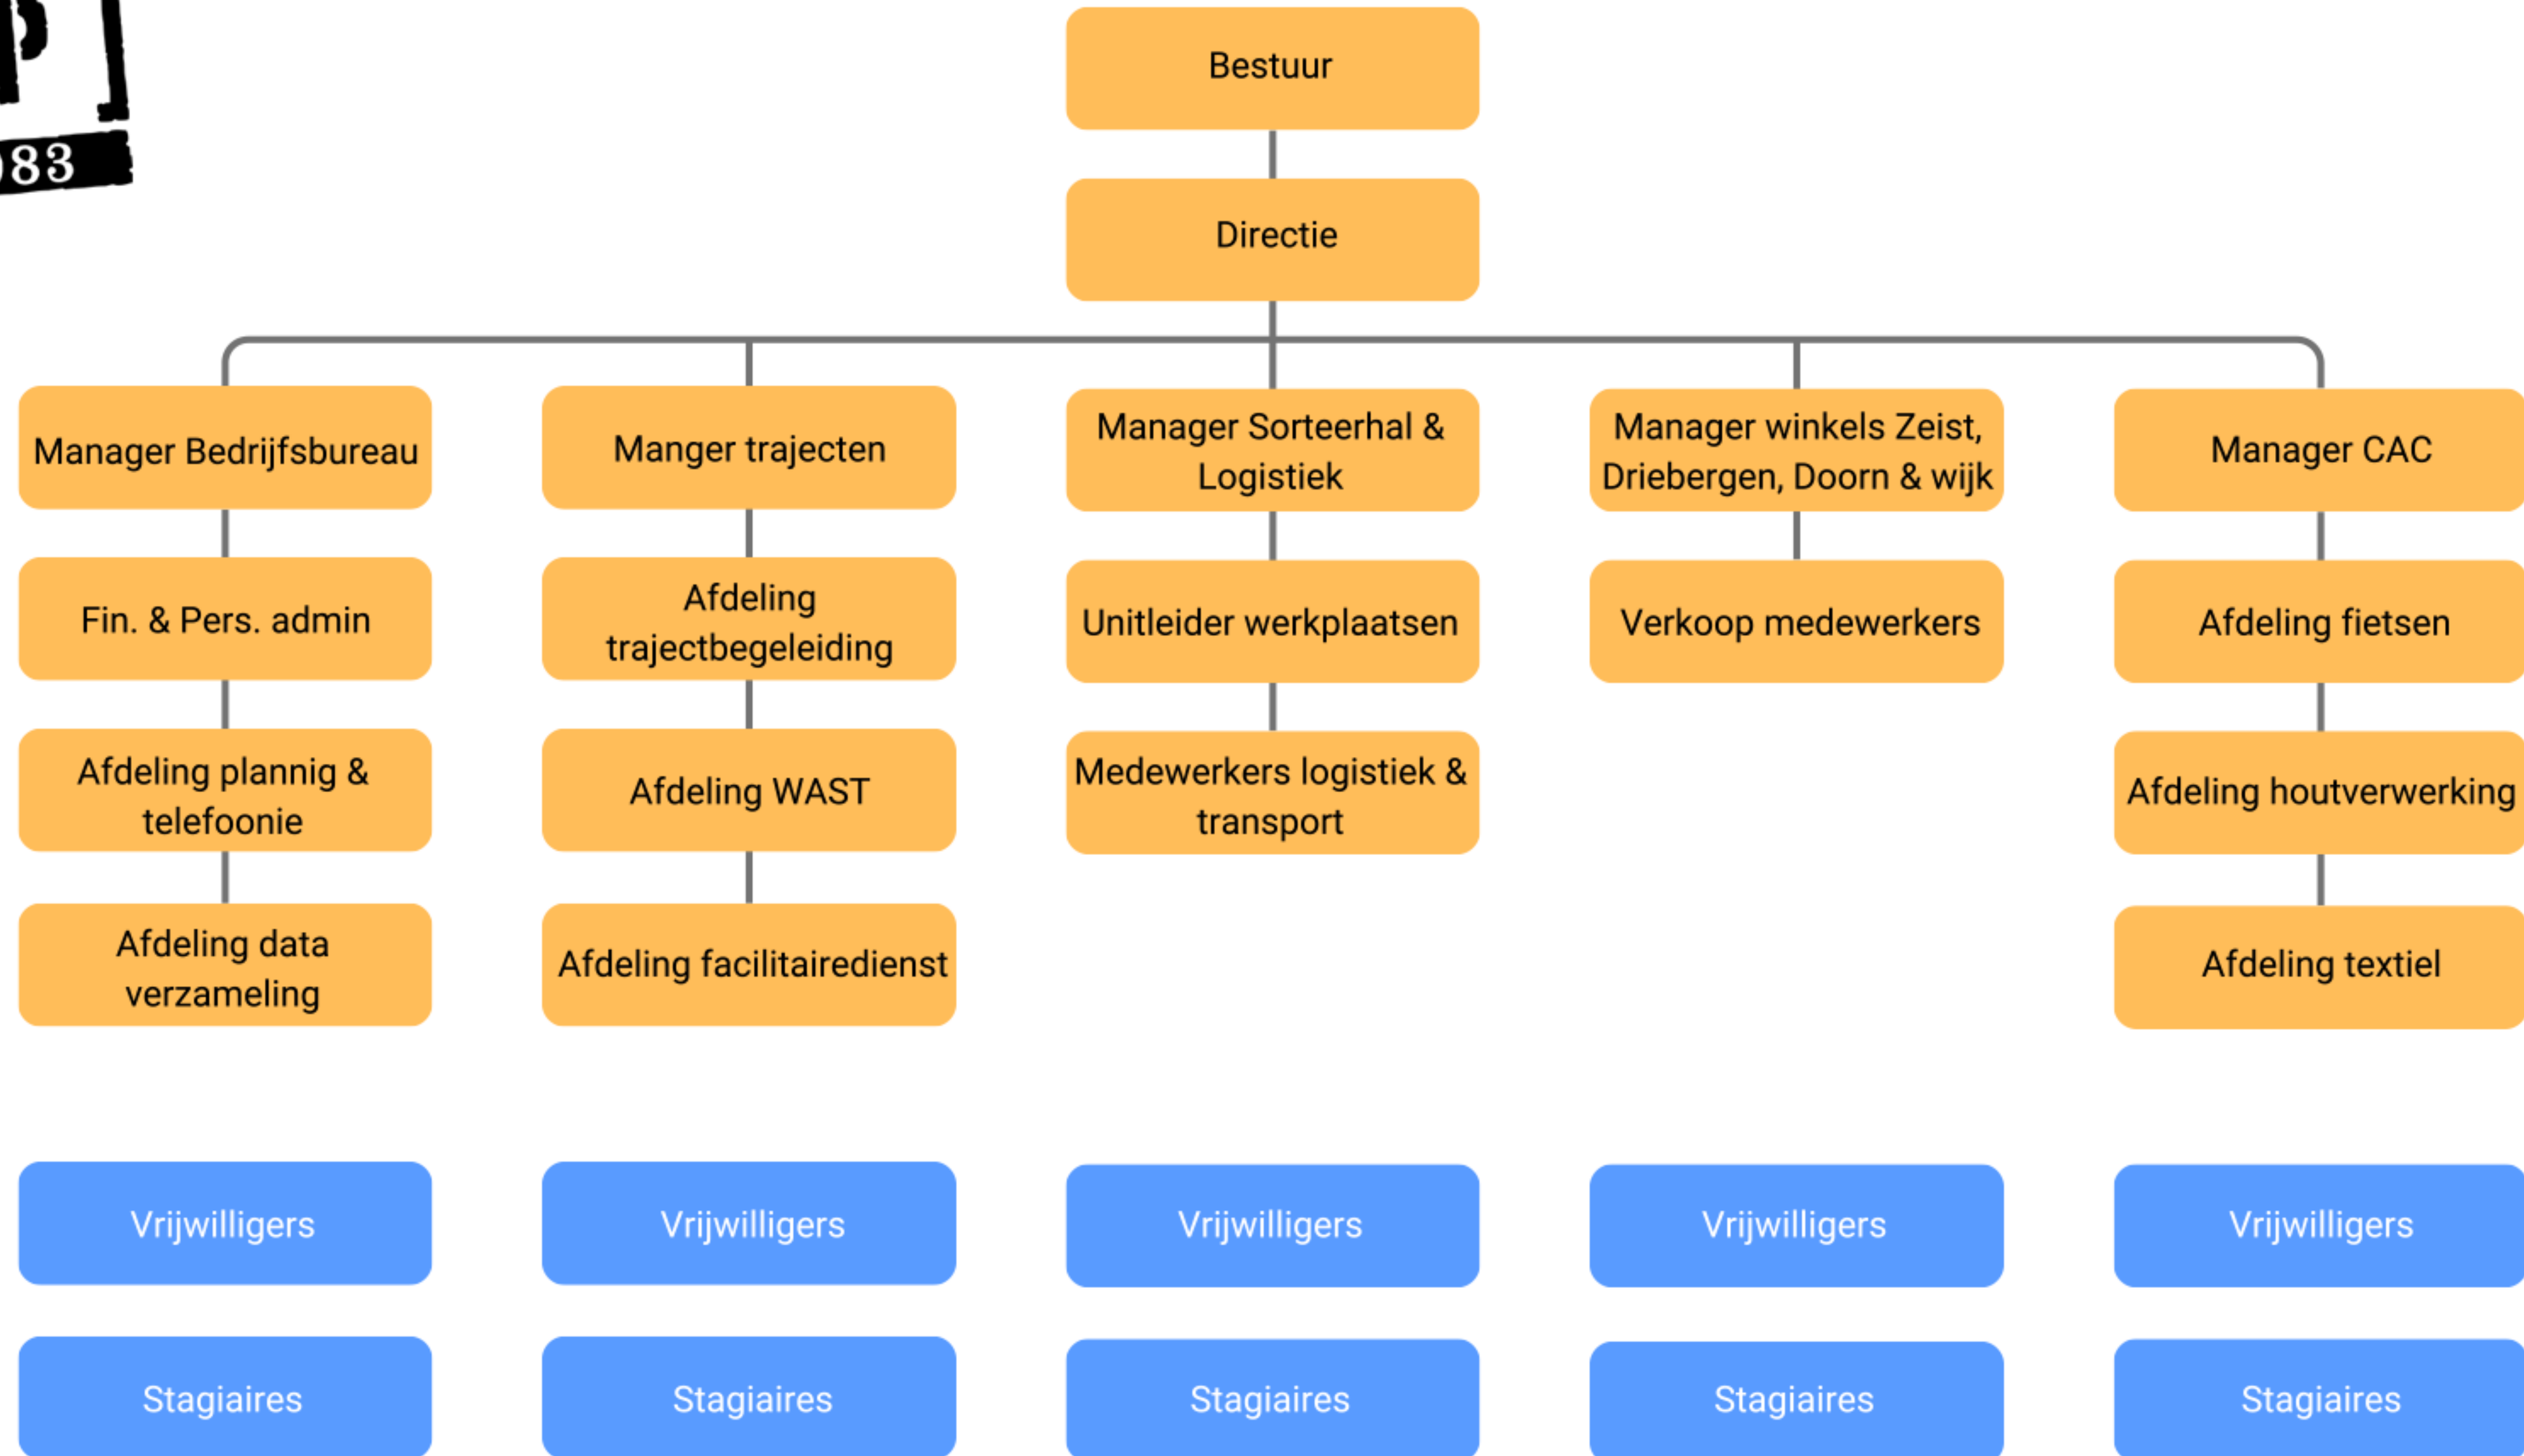 Bestuur
Directie
Manager Bedrijfsbureau
Manger trajecten
Manager Sorteerhal &
Logistiek
Manager winkels Zeist,
Driebergen, Doorn & wijk
Manager CAC
Fin. & Pers. admin
Afdeling
trajectbegeleiding
Unitleider werkplaatsen
Verkoop medewerkers
Afdeling fietsen
Afdeling plannig &
telefoonie
Afdeling WAST
Medewerkers logistiek &
transport
Afdeling houtverwerking
Afdeling data
verzameling
Afdeling facilitairedienst
Afdeling textiel
Vrijwilligers
Vrijwilligers
Vrijwilligers
Vrijwilligers
Vrijwilligers
Stagiaires
Stagiaires
Stagiaires
Stagiaires
Stagiaires